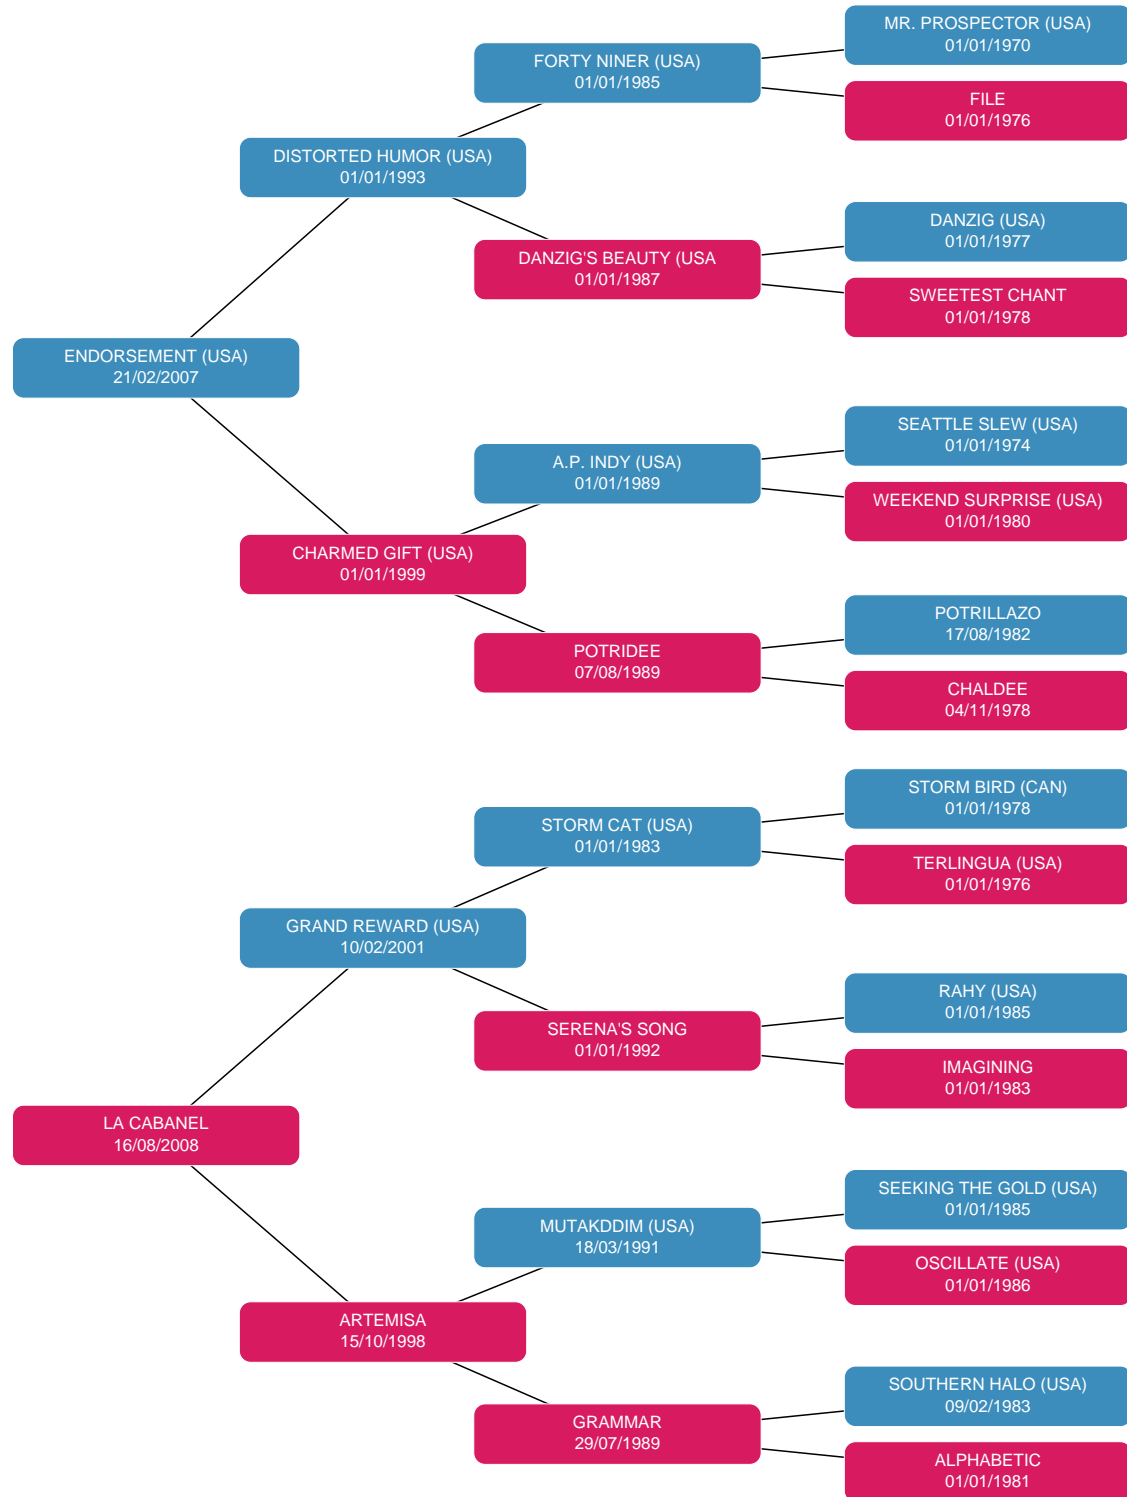 MR. PROSPECTOR (USA)
01/01/1970
FORTY NINER (USA)
01/01/1985
FILE
01/01/1976
DISTORTED HUMOR (USA)
01/01/1993
DANZIG (USA)
01/01/1977
DANZIG'S BEAUTY (USA
01/01/1987
SWEETEST CHANT
01/01/1978
ENDORSEMENT (USA)
21/02/2007
SEATTLE SLEW (USA)
01/01/1974
A.P. INDY (USA)
01/01/1989
WEEKEND SURPRISE (USA)
01/01/1980
CHARMED GIFT (USA)
01/01/1999
POTRILLAZO
17/08/1982
POTRIDEE
07/08/1989
CHALDEE
04/11/1978
STORM BIRD (CAN)
01/01/1978
STORM CAT (USA)
01/01/1983
TERLINGUA (USA)
01/01/1976
GRAND REWARD (USA)
10/02/2001
RAHY (USA)
01/01/1985
SERENA'S SONG
01/01/1992
IMAGINING
01/01/1983
LA CABANEL
16/08/2008
SEEKING THE GOLD (USA)
01/01/1985
MUTAKDDIM (USA)
18/03/1991
OSCILLATE (USA)
01/01/1986
ARTEMISA
15/10/1998
SOUTHERN HALO (USA)
09/02/1983
GRAMMAR
29/07/1989
ALPHABETIC
01/01/1981